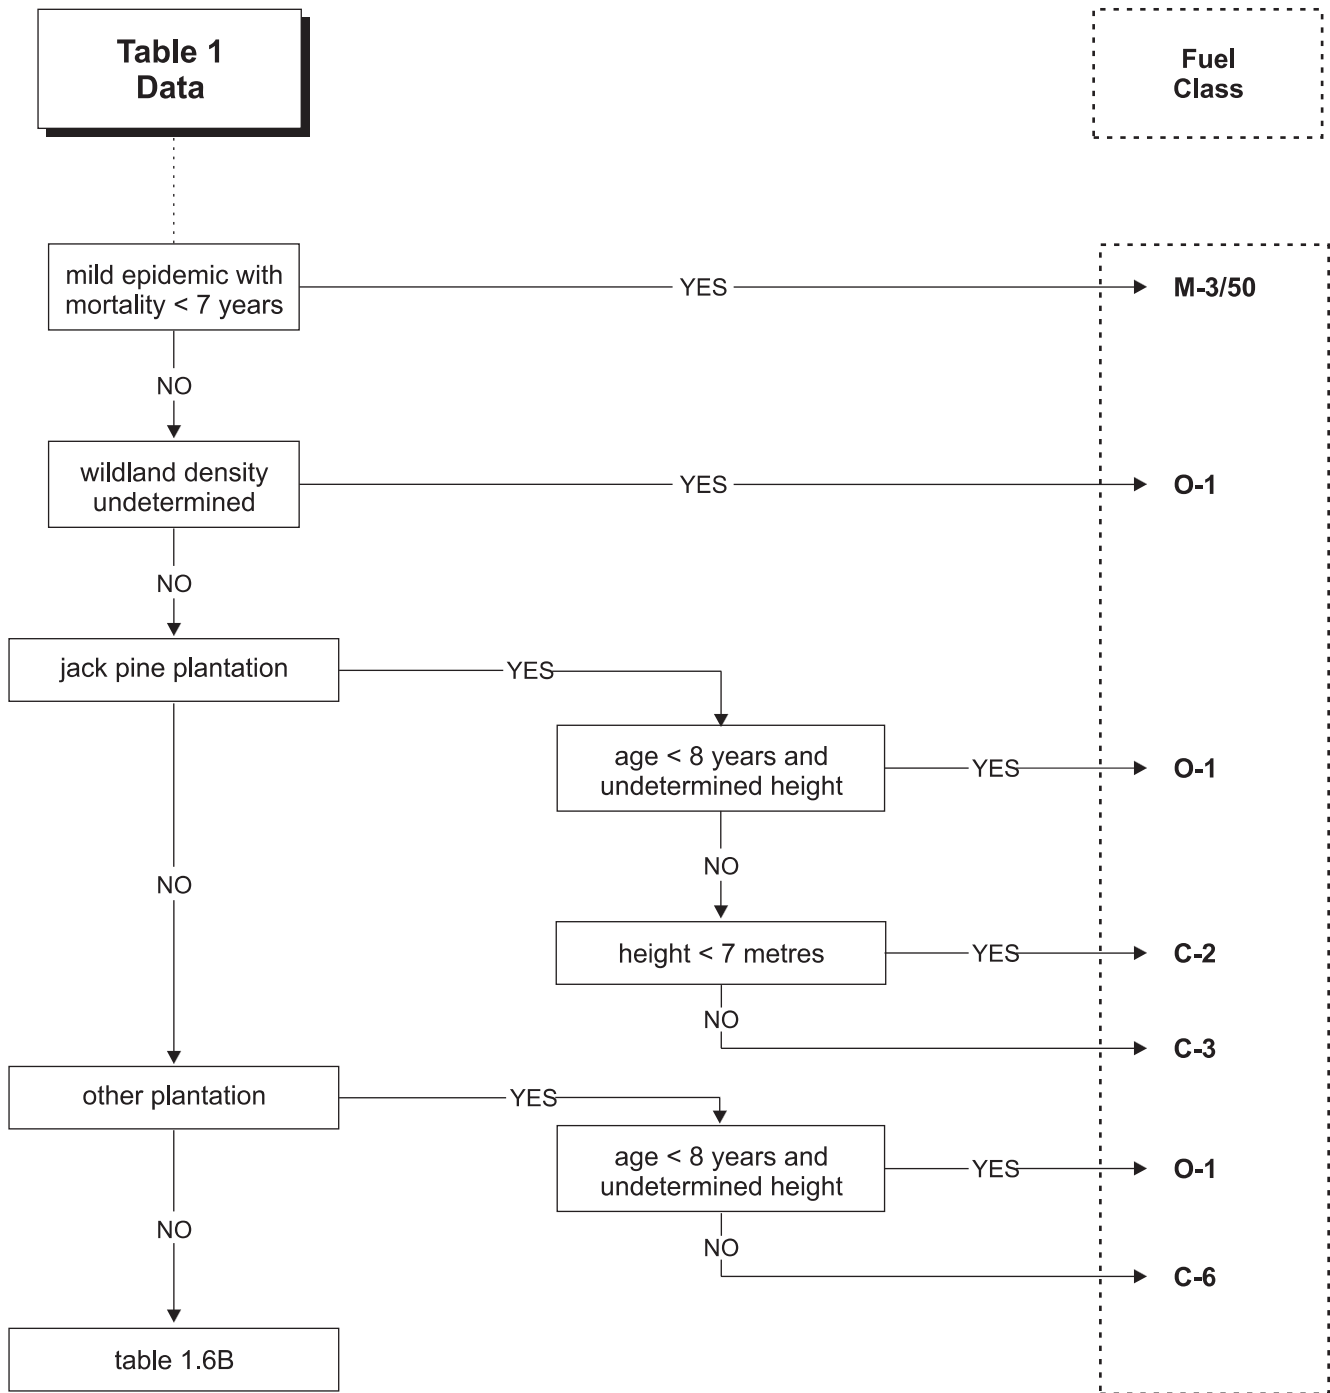 Table 1
Data
Fuel
Class
mild epidemic with
mortality < 7 years
YES
M-3/50
NO
wildland density
undetermined
YES
O-1
NO
jack pine plantation
YES
age < 8 years and
undetermined height
YES
O-1
NO
NO
height < 7 metres
YES
C-2
NO
C-3
other plantation
YES
age < 8 years and
undetermined height
YES
O-1
NO
NO
C-6
table 1.6B